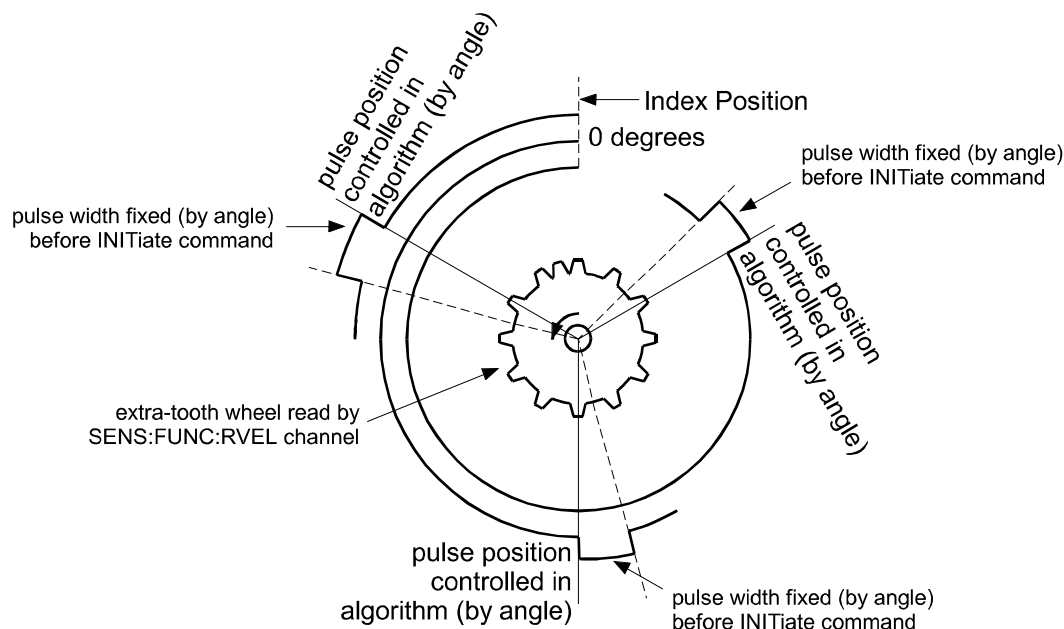 pulse position
controlled in
algorithm (by angle)
Index Position
0 degrees
pulse width fixed (by angle)
before INITiate command
pulse width fixed (by angle)
before INITiate command
pulse position
controlled in
algorithm (by angle)
extra-tooth wheel read by
SENS:FUNC:RVEL channel
pulse position
controlled in
algorithm (by angle)
pulse width fixed (by angle)
before INITiate command